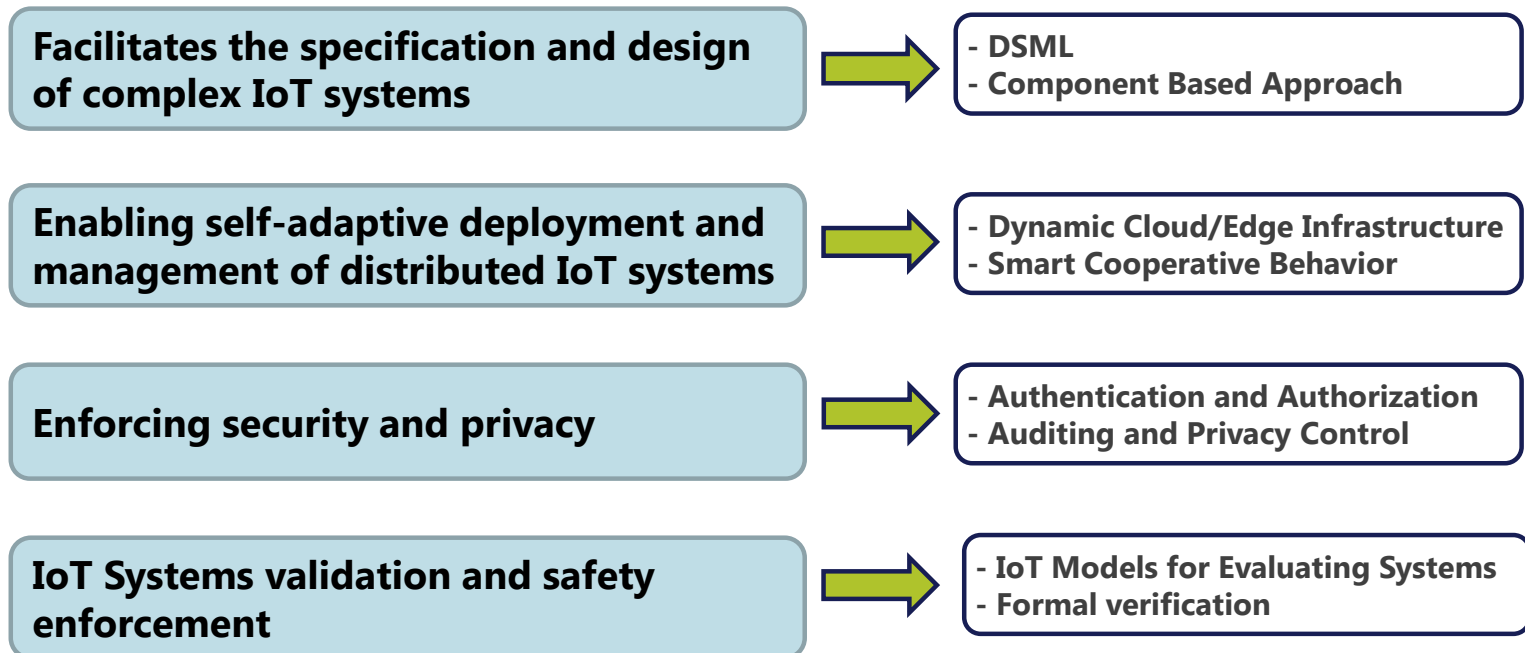 Facilitates the specification and design
of complex IoT systems
- DSML
- Component Based Approach
Enabling self-adaptive deployment and
management of distributed IoT systems
- Dynamic Cloud/Edge Infrastructure
- Smart Cooperative Behavior
Enforcing security and privacy
- Authentication and Authorization
- Auditing and Privacy Control
IoT Systems validation and safety
enforcement
- IoT Models for Evaluating Systems
- Formal verification